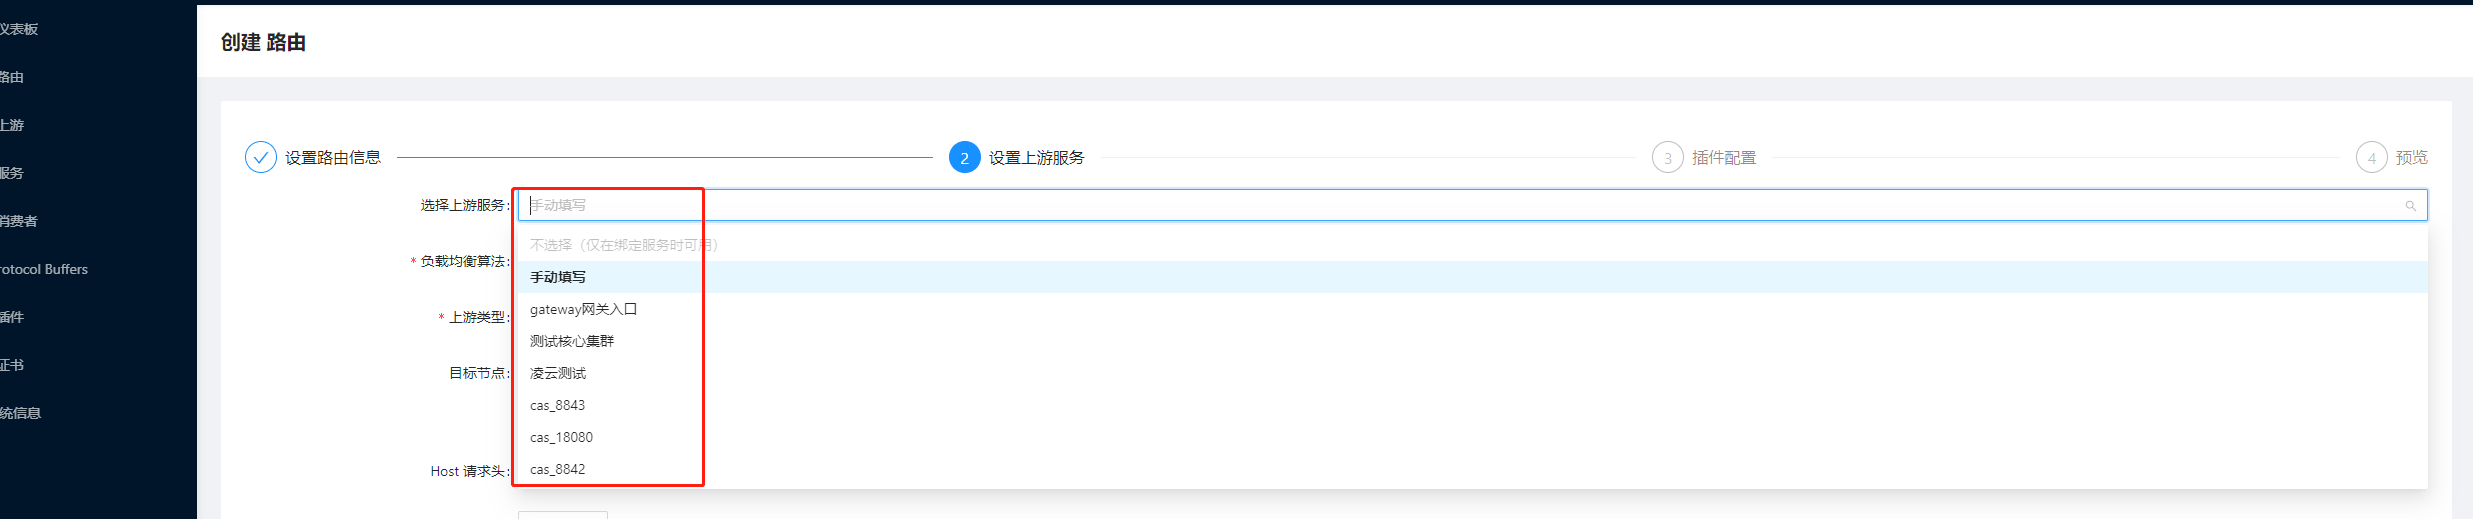 仪表板
路由
上游
服务
消费者
rotocol Buffers
插件
证书
统信息
创建 路由
设置路由信息
2 设置上游服务
3 插件配置
4 预览
选择上游服务:
手动填写
不选择（仅在绑定服务时可用）
* 负载均衡算法:
手动填写
gateway网关入口
* 上游类型:
测试核心集群
目标节点:
凌云测试
cas_8843
cas_18080
Host 请求头:
cas_8842